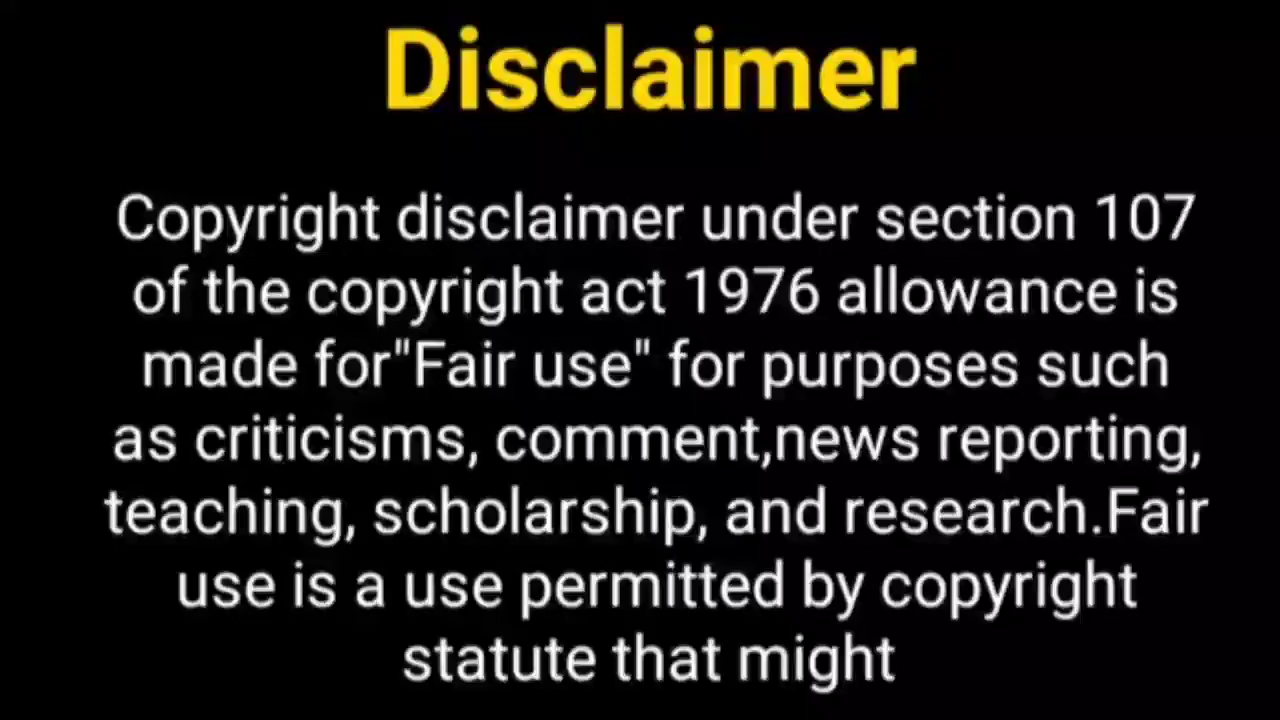 Disclaimer
Copyright disclaimer under section 107
of the copyright act 1976 allowance is
made for"Fair use" for purposes such
as criticisms, comment,news reporting,
teaching, scholarship, and research.Fair
use is a use permitted by copyright
statute that might